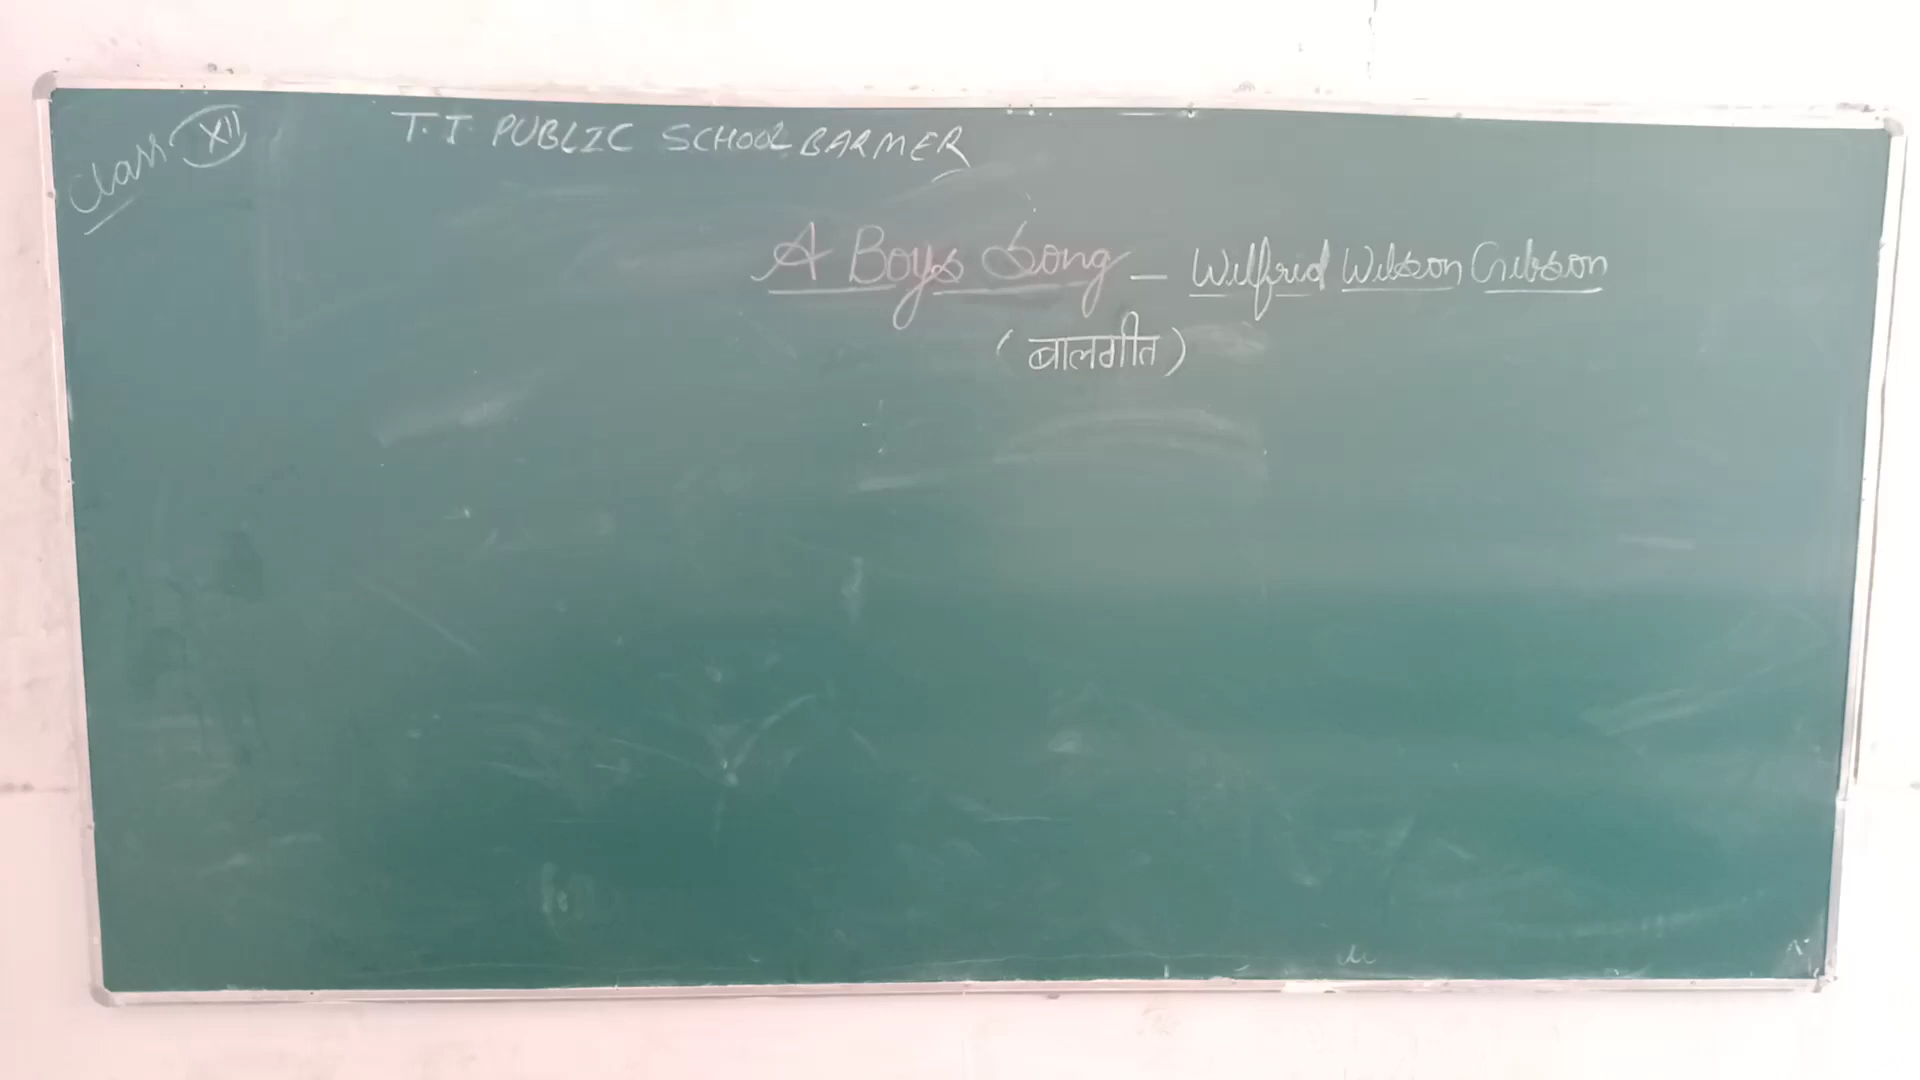 Class XII
T.T. PUBLIC SCHOOL BARMER
A Boys Song – Wilfrid Wilson Gibson
(बालगीत)